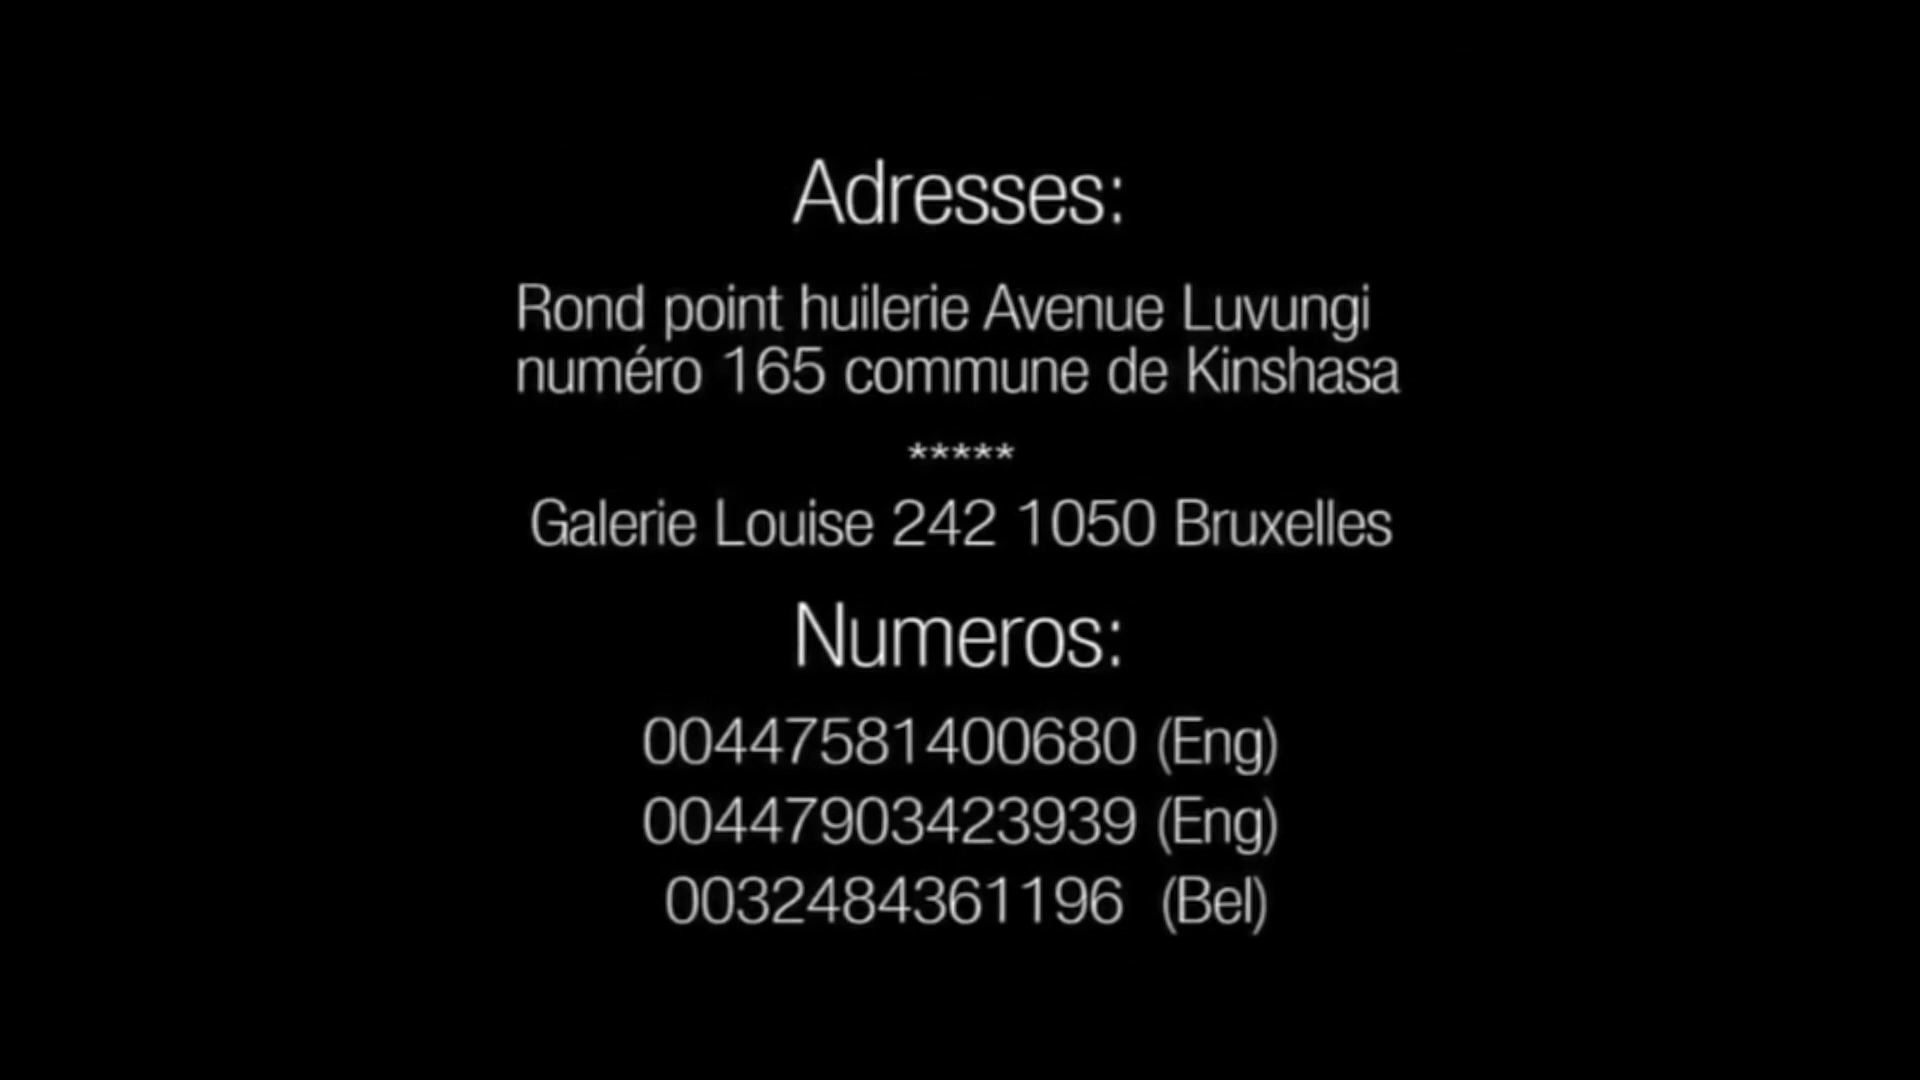 Adresses:
Rond point huilerie Avenue Luvungi
numéro 165 commune de Kinshasa
*****
Galerie Louise 242 1050 Bruxelles
Numeros:
00447581400680 (Eng)
00447903423939 (Eng)
0032484361196 (Bel)